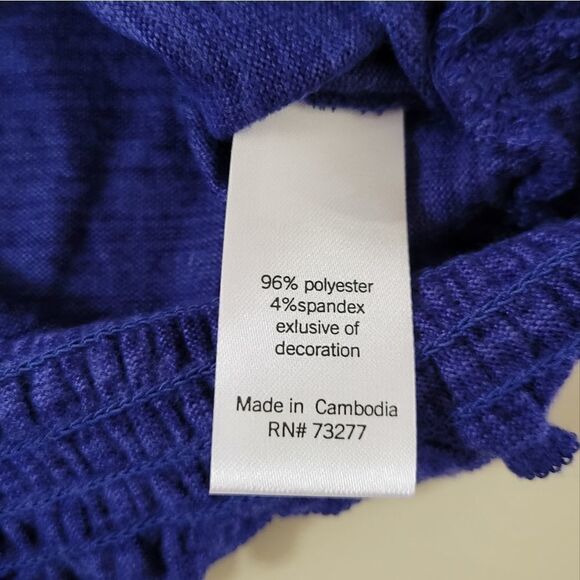 96% polyester
4%spandex
exlusive of
decoration
Made in Cambodia
RN# 73277